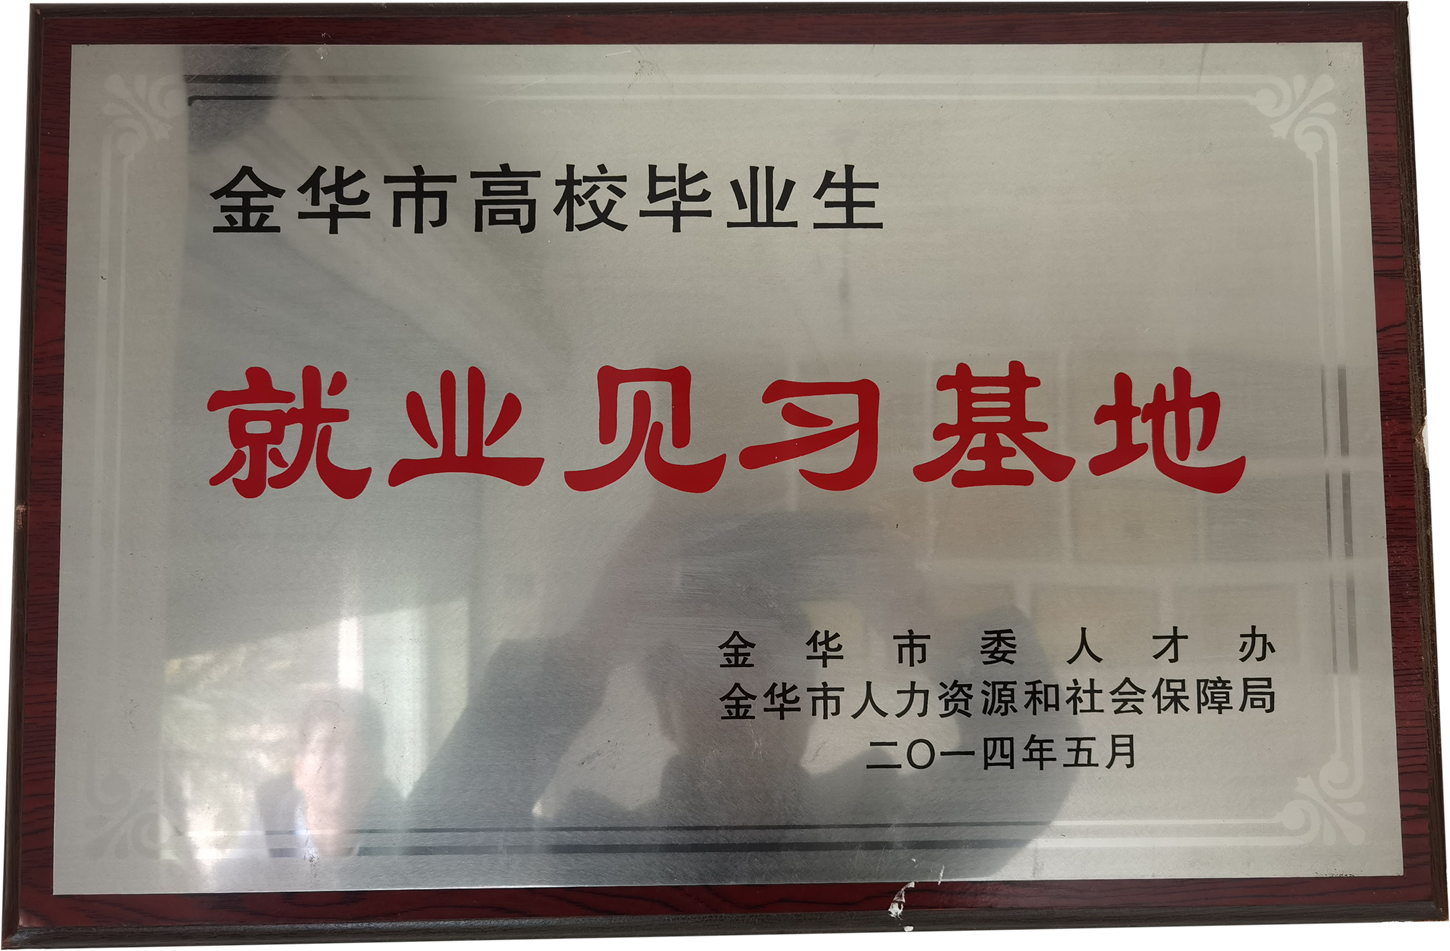 金华市高校毕业生
就业见习基地
金华市委人才办
金华市人力资源和社会保障局
二〇一四年五月